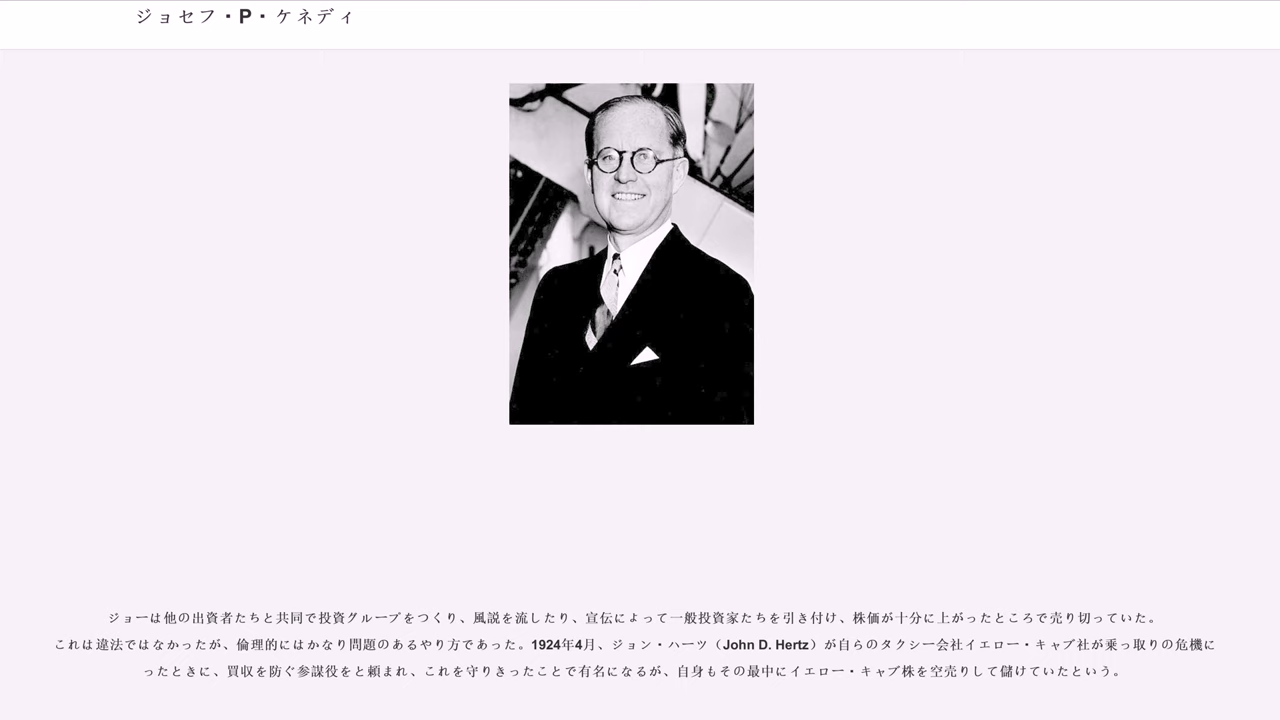 ジョセフ・P・ケネディ
ジョーは他の出資者たちと共同で投資グループをつくり、風説を流したり、宣伝によって一般投資家たちを引き付け、株価が十分に上がったところで売り切っていた。
これは違法ではなかったが、倫理的にはかなり問題のあるやり方であった。1924年4月、ジョン・ハーツ（John D. Hertz）が自らのタクシー会社イエロー・キャブ社が乗っ取りの危機に
ったときに、買収を防ぐ参謀役をと頼まれ、これを守りきったことで有名になるが、自身もその最中にイエロー・キャブ株を空売りして儲けていたという。